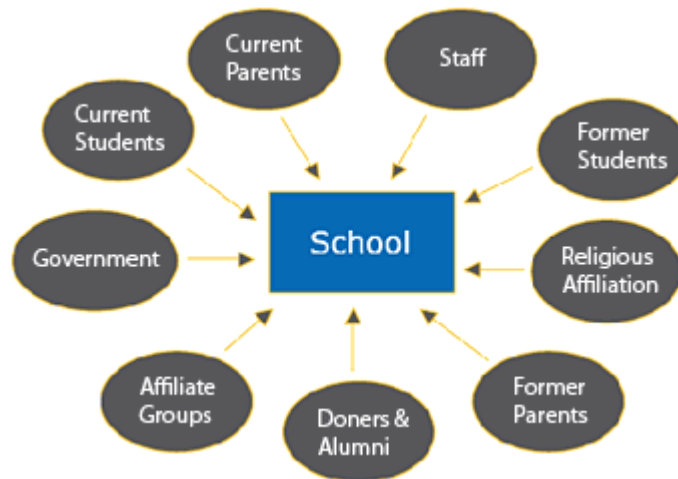 Current
Parents
Staff
Current
Students
Former
Students
School
Government
Religious
Affiliation
Affiliate
Groups
Doners &
Alumni
Former
Parents